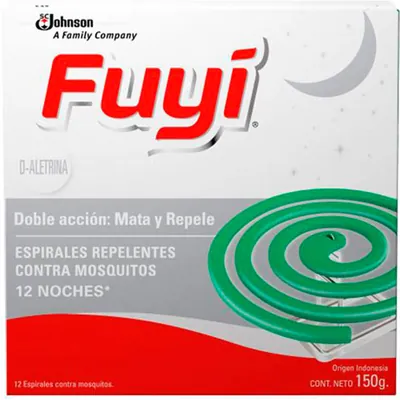 SC Johnson
A Family Company
Fuyí®
D-ALETRINA
Doble acción: Mata y Repele
ESPIRALES REPELENTES
CONTRA MOSQUITOS
12 NOCHES*
Origen Indonesia
12 Espirales contra mosquitos.
CONT. NETO 150g.